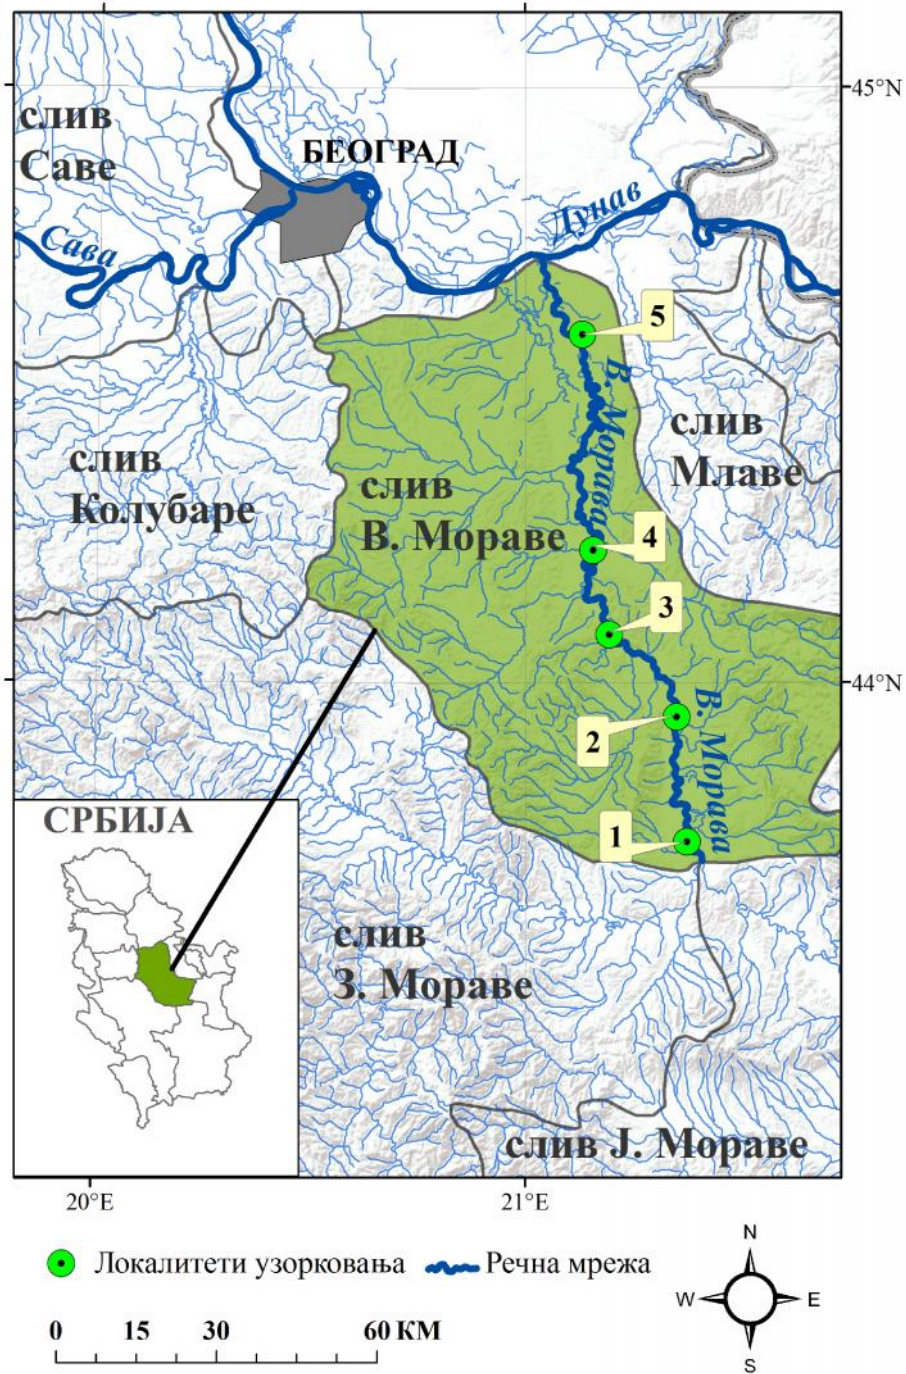 45°N
слив
Саве
БЕОГРАД
Дунав
Сава
5
В. Морава
слив
Млаве
слив
Колубаре
слив
В. Мораве
4
3
44°N
В. Морава
2
1
СРБИЈА
слив
З. Мораве
слив Ј. Мораве
20°E
21°E
Локалитети узорковања
Речна мрежа
N
W
E
S
0 15 30 60 КМ